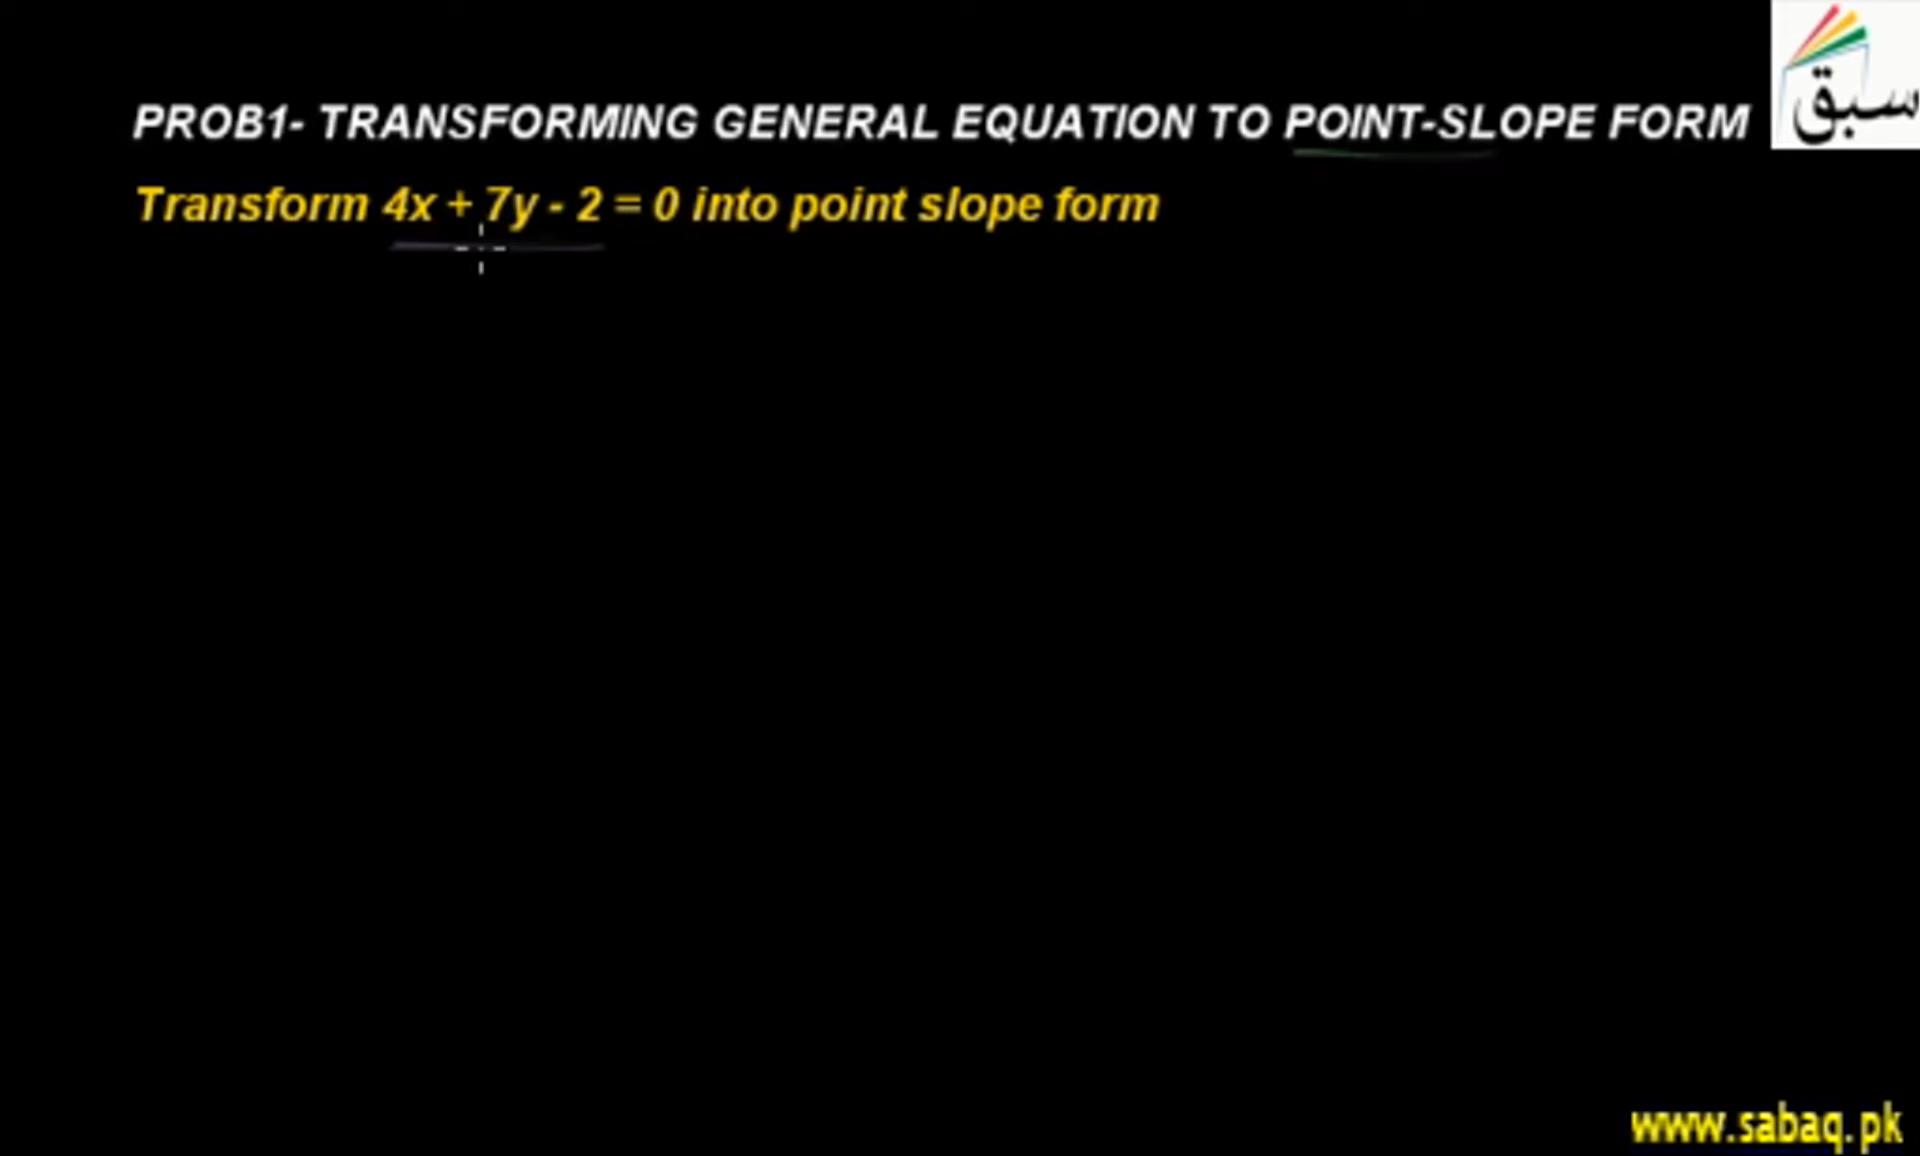 سبق
PROB1- TRANSFORMING GENERAL EQUATION TO POINT-SLOPE FORM
Transform 4x + 7y - 2 = 0 into point slope form
www.sabaq.pk